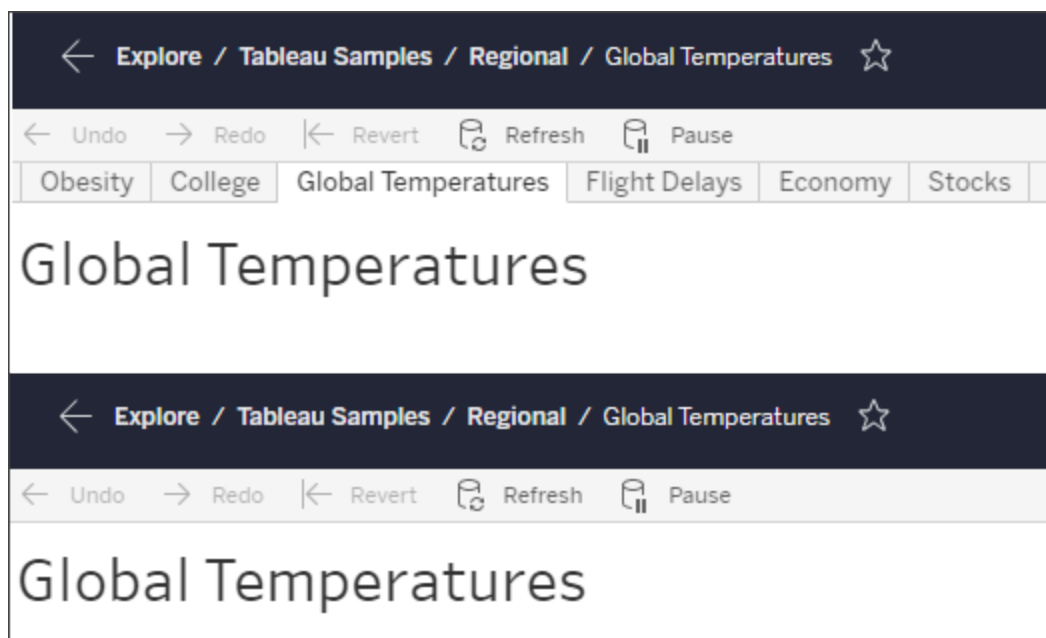 Explore / Tableau Samples / Regional / Global Temperatures
Undo Redo Revert Refresh Pause
Obesity College Global Temperatures Flight Delays Economy Stocks
Global Temperatures
Explore / Tableau Samples / Regional / Global Temperatures
Undo Redo Revert Refresh Pause
Global Temperatures